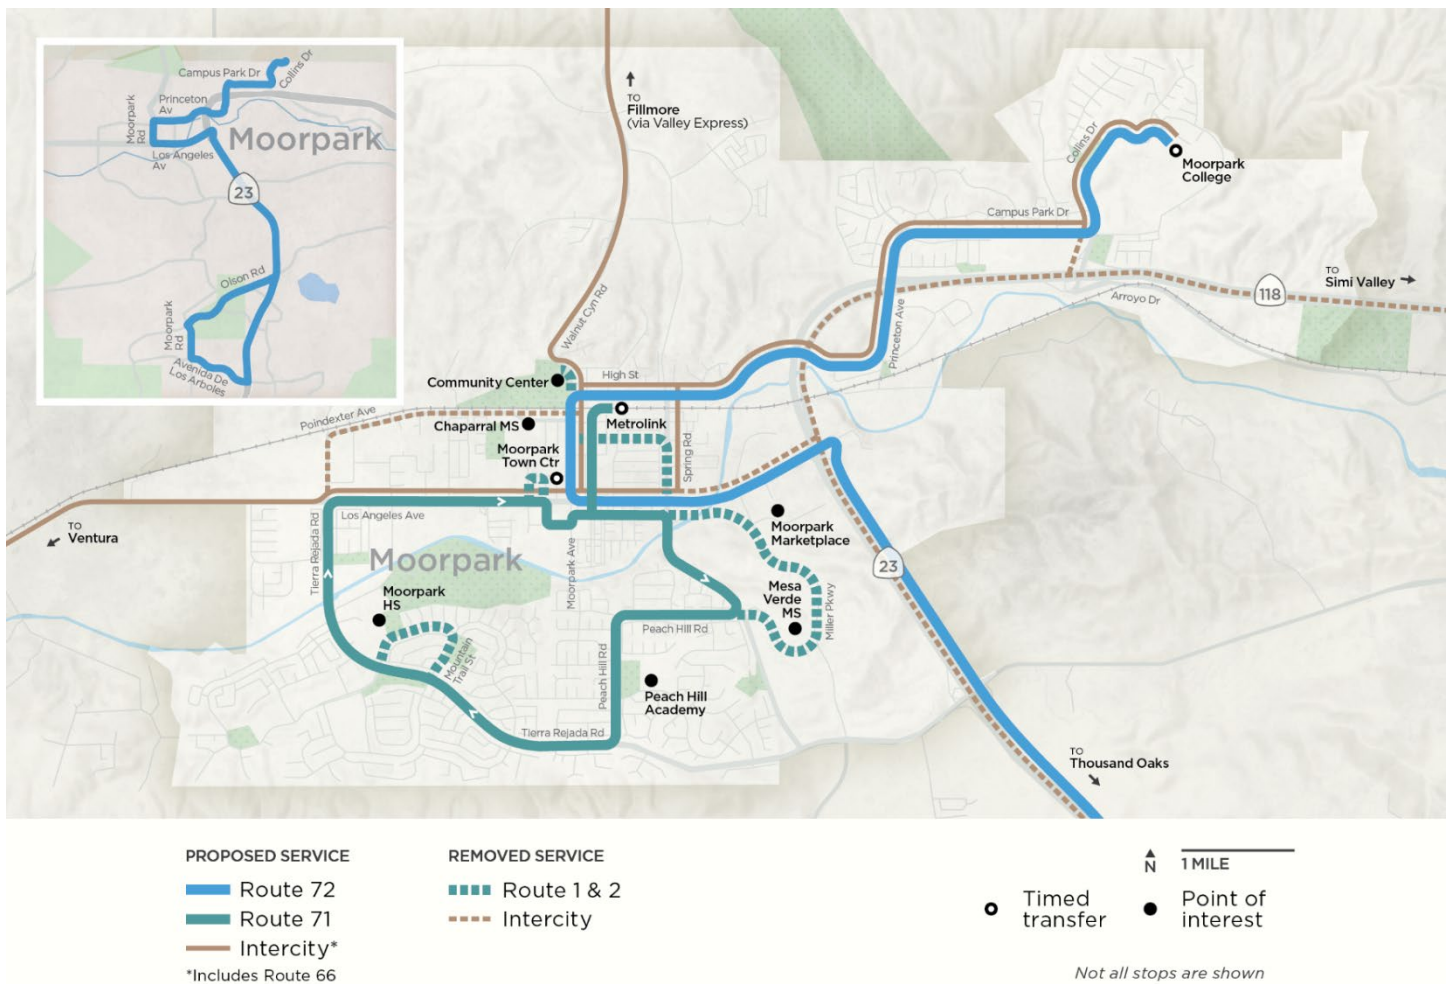 Campus Park Dr
Collins Dr
Princeton
Av
Moorpark
Rd
Los Angeles
Av
Moorpark
23
Olson Rd
Moorpark
Rd
Avenida De
Los Arboles
TO
Fillmore
(via Valley Express)
Collins Dr
Moorpark
College
Campus Park Dr
TO
Simi Valley
118
Arroyo Dr
Walnut Cyn Rd
Princeton Ave
High St
Community Center
Poindexter Ave
Chaparral MS
Metrolink
Moorpark
Town Ctr
Spring Rd
TO
Ventura
Tierra Rejada Rd
Los Angeles Ave
Moorpark
Marketplace
Moorpark
Moorpark Ave
23
Moorpark
HS
Mesa
Verde
MS
Miller Pkwy
Peach Hill Rd
Mountain
Trail St
Peach Hill Rd
Peach Hill
Academy
Tierra Rejada Rd
TO
Thousand Oaks
PROPOSED SERVICE
Route 72
Route 71
Intercity*
*Includes Route 66
REMOVED SERVICE
Route 1 & 2
Intercity
N
1 MILE
Timed
transfer
Point of
interest
Not all stops are shown